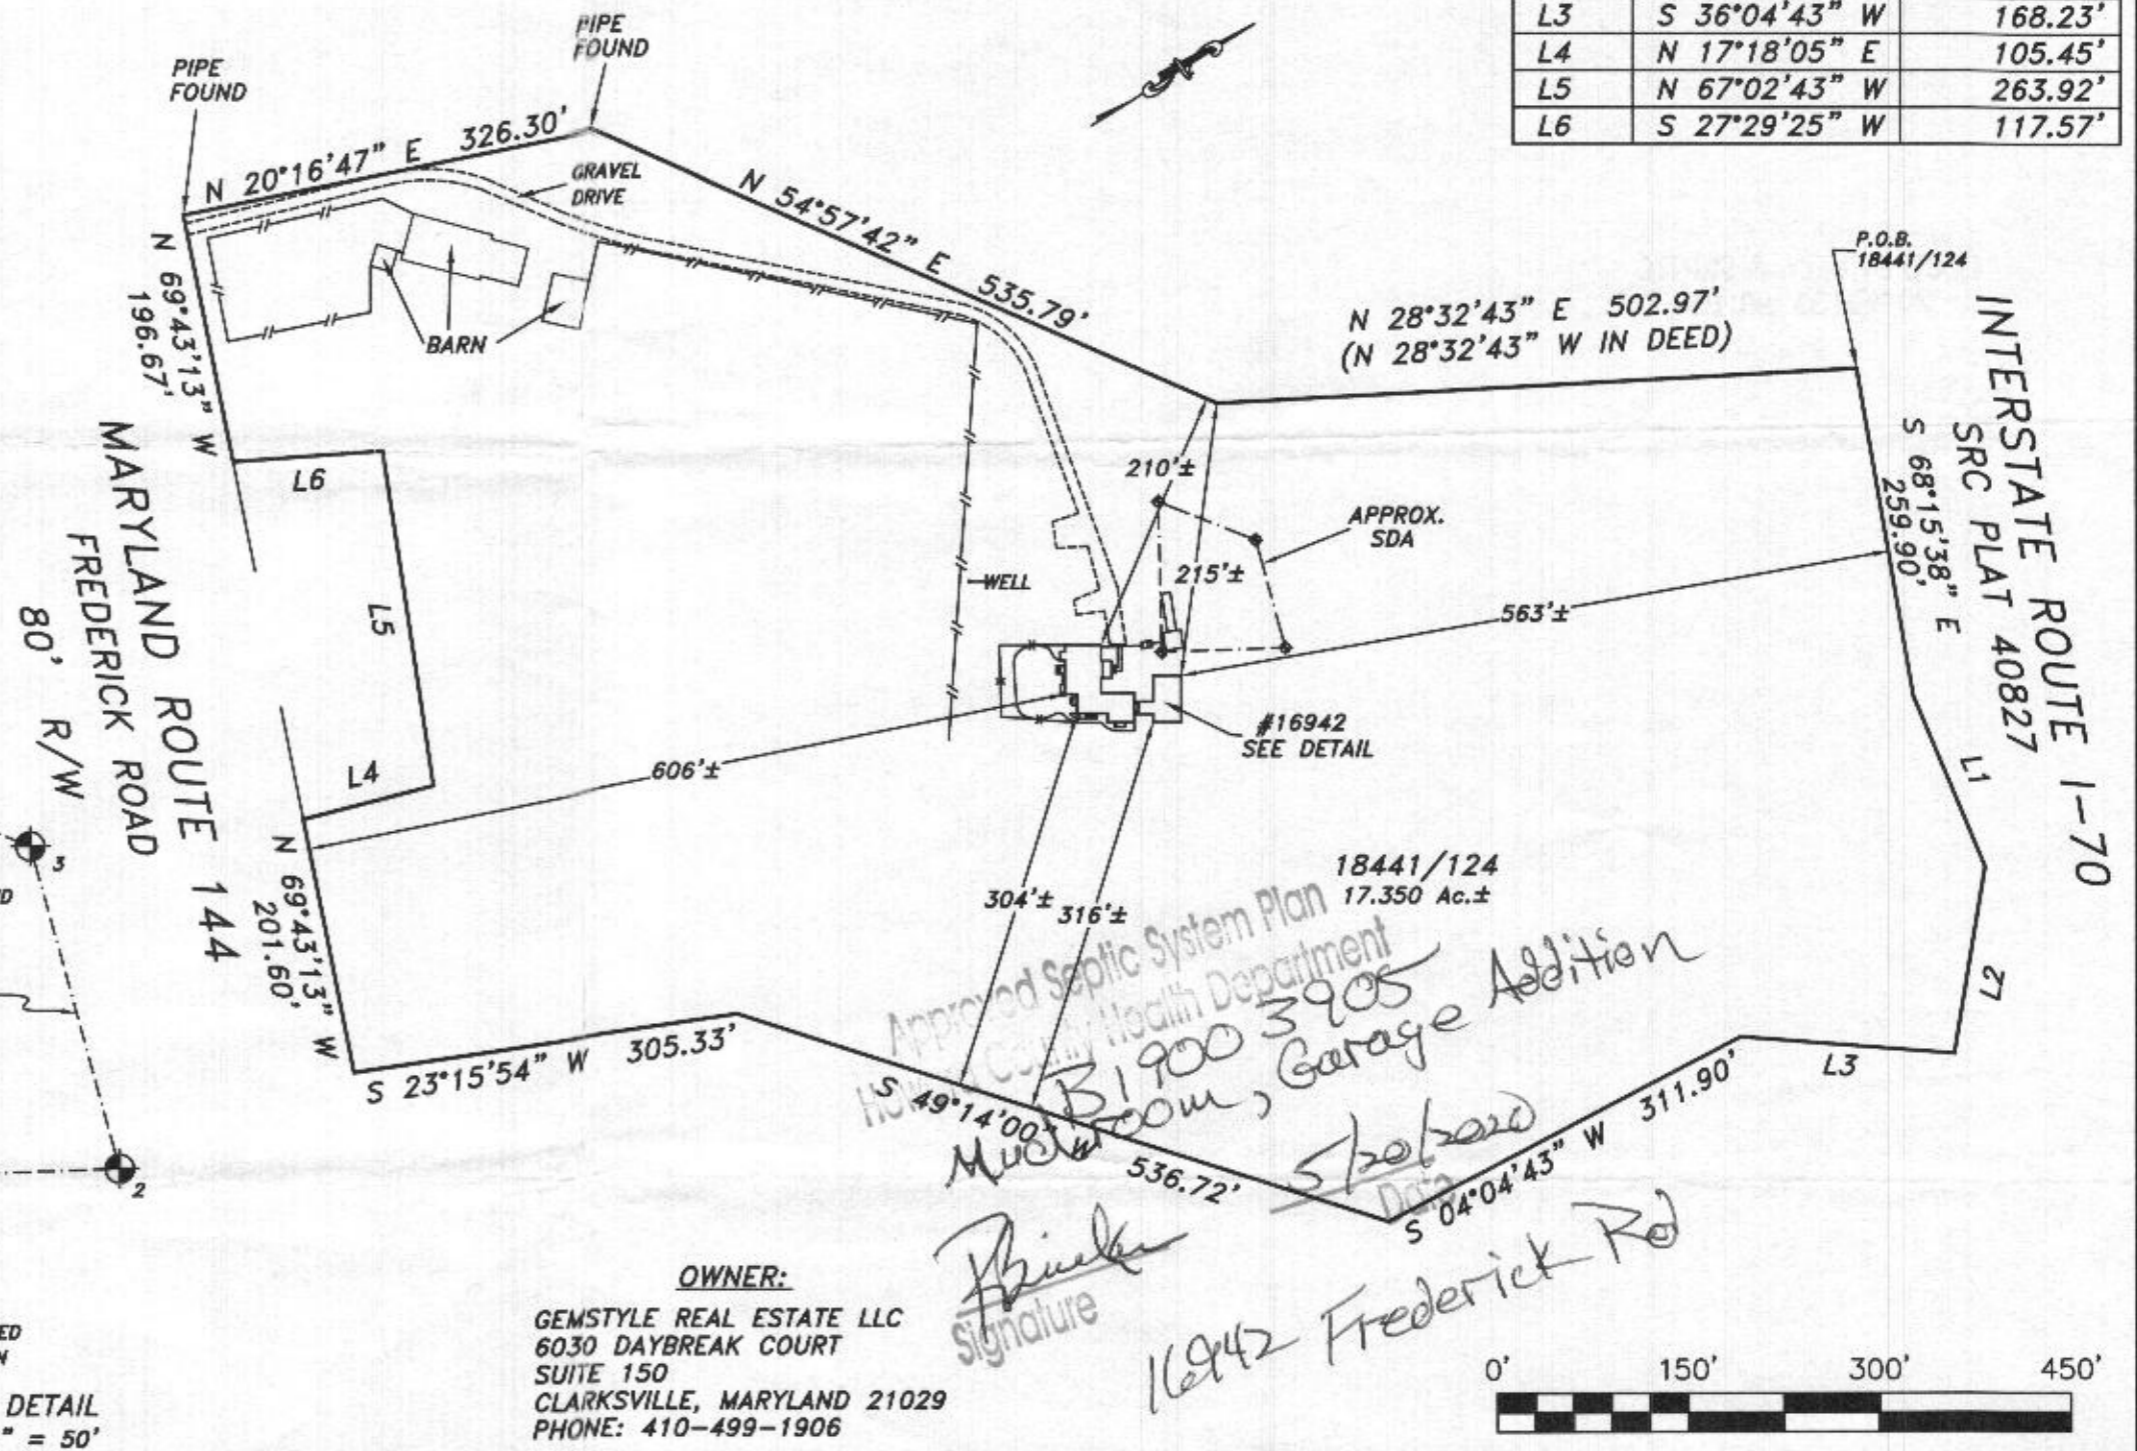 L3 S 36°04'43" W 168.23'
L4 N 17°18'05" E 105.45'
L5 N 67°02'43" W 263.92'
L6 S 27°29'25" W 117.57'
PIPE
FOUND
PIPE
FOUND
N 20°16'47" E 326.30'
GRAVEL
DRIVE
N 54°57'42" E 535.79'
N 28°32'43" E 502.97'
(N 28°32'43" W IN DEED)
P.O.B.
18441/124
INTERSTATE ROUTE I-70
SRC PLAT 40827
S 68°15'38" E
259.90'
N 69°43'13" W
196.67'
BARN
L6
L5
L4
MARYLAND ROUTE 144
FREDERICK ROAD
80' R/W
210'±
215'±
APPROX.
SDA
WELL
563'±
#16942
SEE DETAIL
606'±
L1
L2
L3
304'±
316'±
18441/124
17.350 Ac.±
N 69°43'13" W
201.60'
S 23°15'54" W 305.33'
S 49°14'00" W 536.72'
S 04°04'43" W 311.90'
3
2
Approved Septic System Plan
Howard County Health Department
B1900 3905
Mudroom, Garage Addition
5/20/2020
Date
Signature
16942 Frederick Rd
OWNER:
GEMSTYLE REAL ESTATE LLC
6030 DAYBREAK COURT
SUITE 150
CLARKSVILLE, MARYLAND 21029
PHONE: 410-499-1906
DETAIL
" = 50'
0' 150' 300' 450'